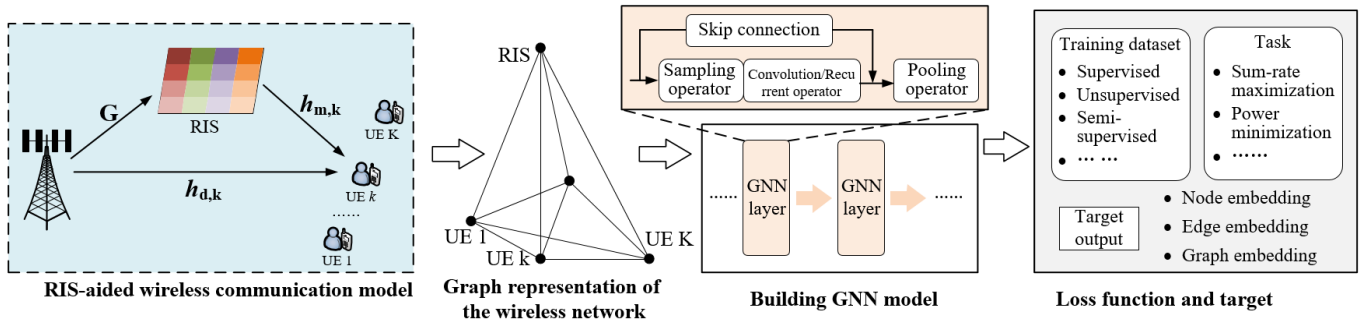 G
RIS
h_{m,k}
UE K
h_{d,k}
UE k
......
UE 1
RIS-aided wireless communication model
RIS
UE 1
UE k
UE K
Graph representation of
the wireless network
Skip connection
Sampling
operator
Convolution/Recu
rrent operator
Pooling
operator
......
GNN
layer
GNN
layer
......
Building GNN model
Training dataset
• Supervised
• Unsupervised
• Semi-
supervised
• ... ...
Task
• Sum-rate
maximization
• Power
minimization
• ......
Target
output
• Node embedding
• Edge embedding
• Graph embedding
Loss function and target